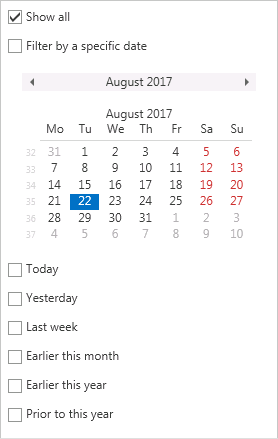 Show all
Filter by a specific date
August 2017
August 2017
Mo Tu We Th Fr Sa Su
32 31 1 2 3 4 5 6
33 7 8 9 10 11 12 13
34 14 15 16 17 18 19 20
35 21 22 23 24 25 26 27
36 28 29 30 31 1 2 3
37 4 5 6 7 8 9 10
Today
Yesterday
Last week
Earlier this month
Earlier this year
Prior to this year